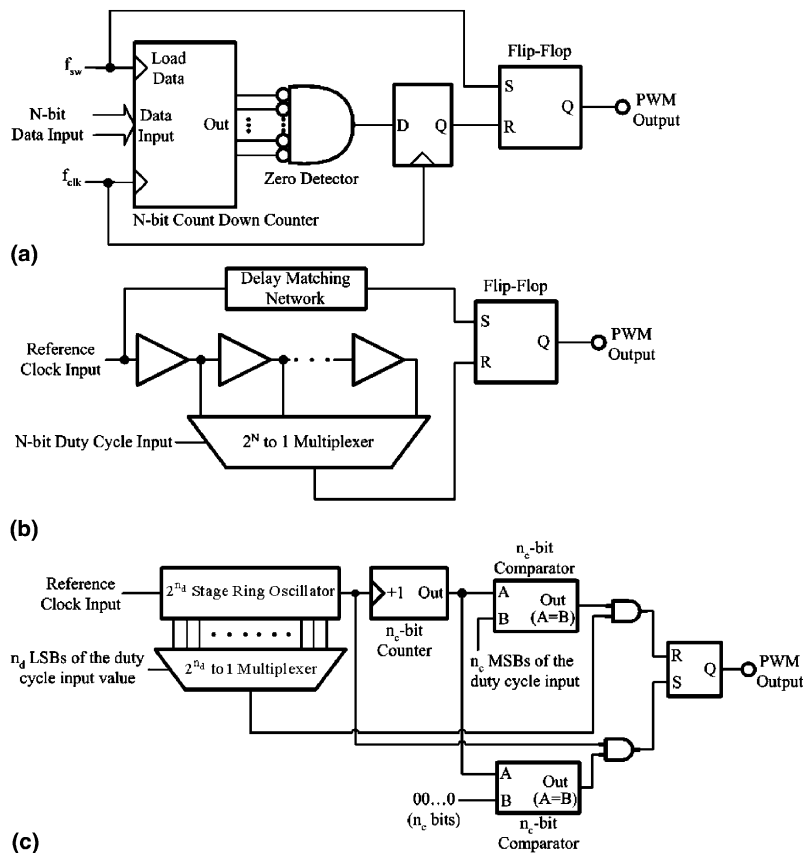 Flip-Flop
f_sw
Load
Data
S
Q
PWM
Output
N-bit
Data Input
Data
Input
Out
D
Q
R
Zero Detector
f_clk
N-bit Count Down Counter
(a)
Delay Matching
Network
Flip-Flop
S
Q
PWM
Output
Reference
Clock Input
R
N-bit Duty Cycle Input
2^N to 1 Multiplexer
(b)
n_c-bit
Comparator
Reference
Clock Input
2^n_d Stage Ring Oscillator
+1 Out
A
Out
(A=B)
B
n_c-bit
Counter
n_d LSBs of the duty
cycle input value
2^n_d to 1 Multiplexer
n_c MSBs of the
duty cycle input
R
Q
S
PWM
Output
A
Out
(A=B)
B
00...0
(n_c bits)
n_c-bit
Comparator
(c)